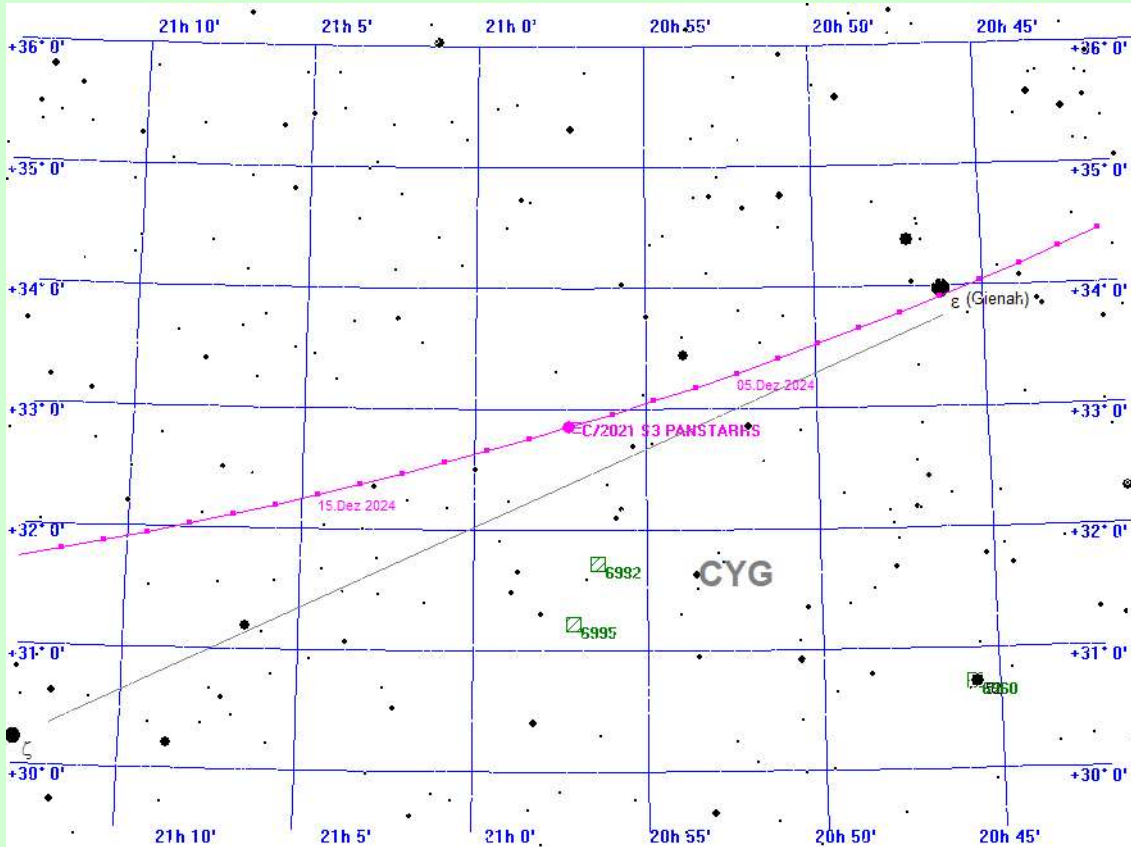 21h 10' 21h 5' 21h 0' 20h 55' 20h 50' 20h 45'
+36° 0' +36° 0'
+35° 0' +35° 0'
+34° 0' +34° 0'
ε (Gienah)
05.Dez 2024
+33° 0' +33° 0'
C/2021 S3 PANSTARRS
15.Dez 2024
+32° 0' +32° 0'
6992
CYG
6995
+31° 0' +31° 0'
6960
ζ
+30° 0' +30° 0'
21h 10' 21h 5' 21h 0' 20h 55' 20h 50' 20h 45'